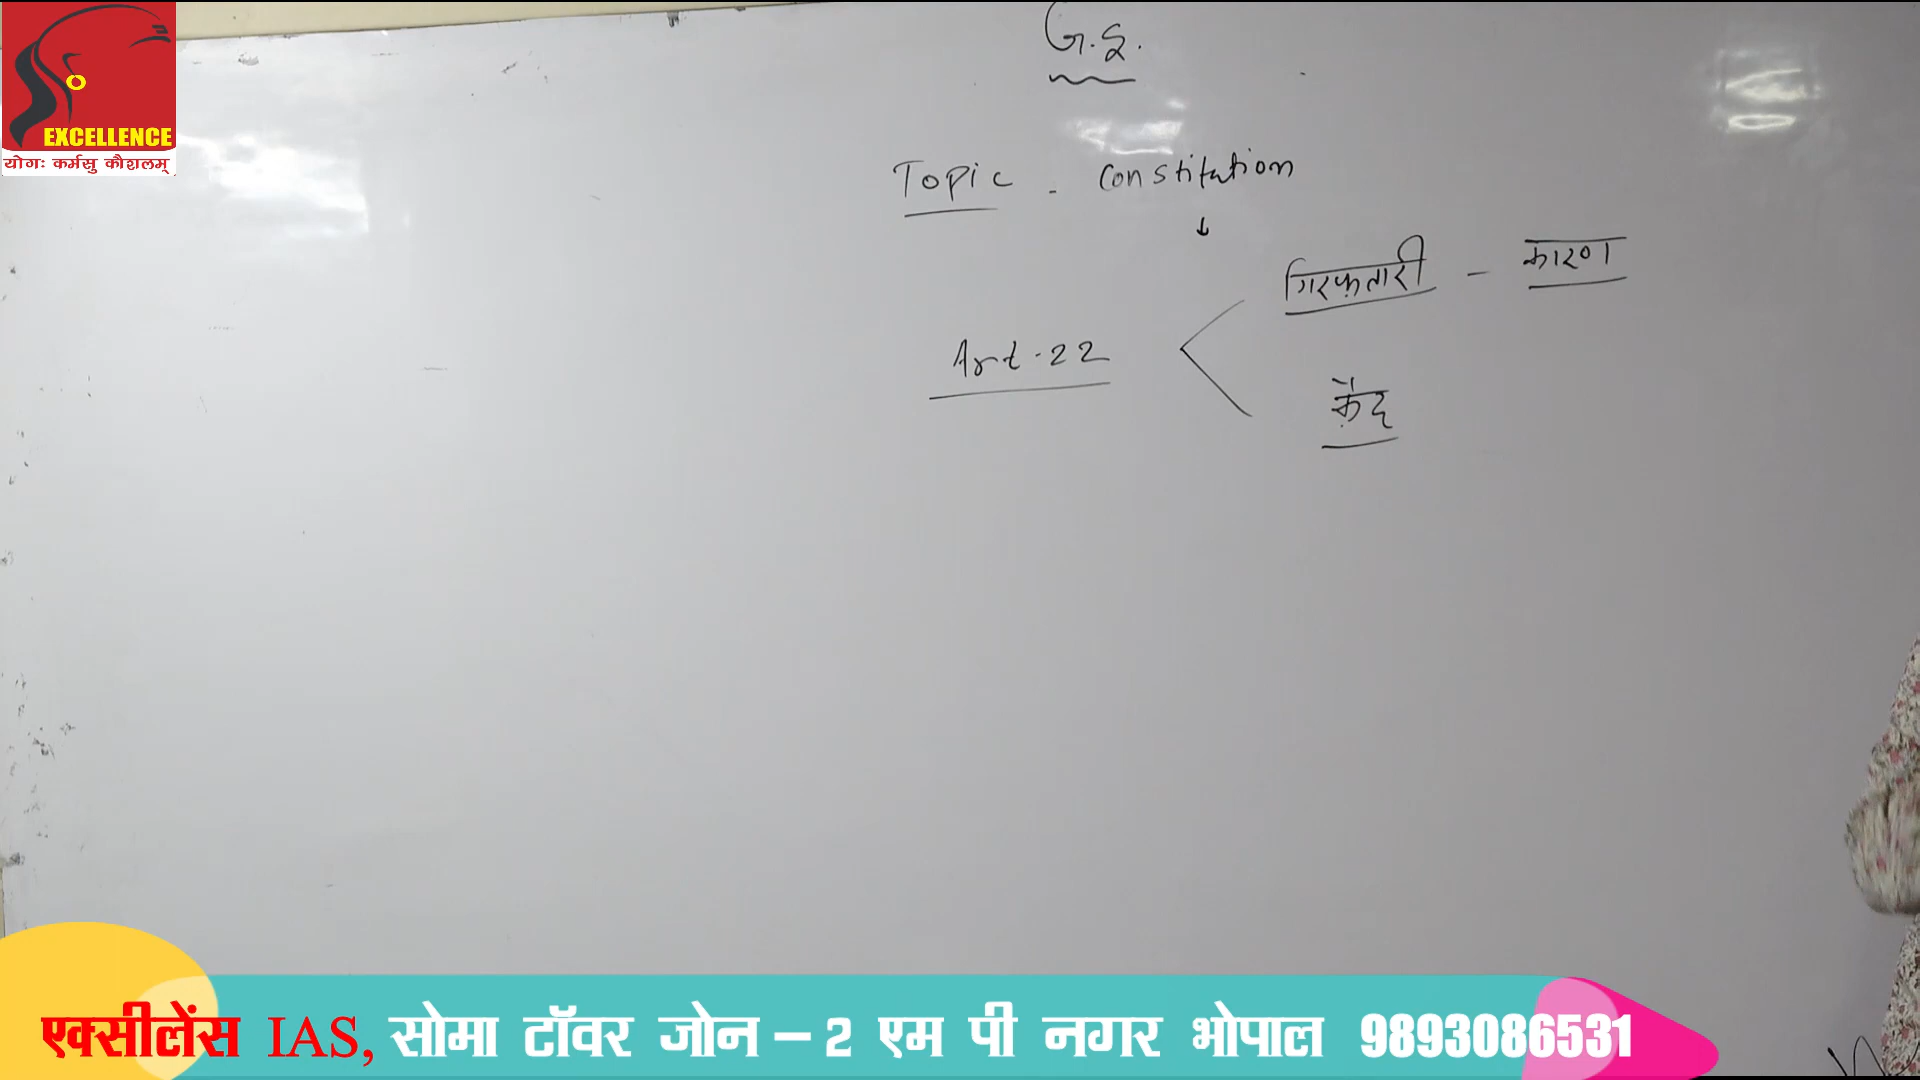 EXCELLENCE
योगः कर्मसु कौशलम्
G.S.
Topic - Constitution
↓
गिरफ़्तारी - कारण
Art-22
क़ैद
एक्सीलेंस IAS, सोमा टॉवर जोन - 2 एम पी नगर भोपाल 9893086531